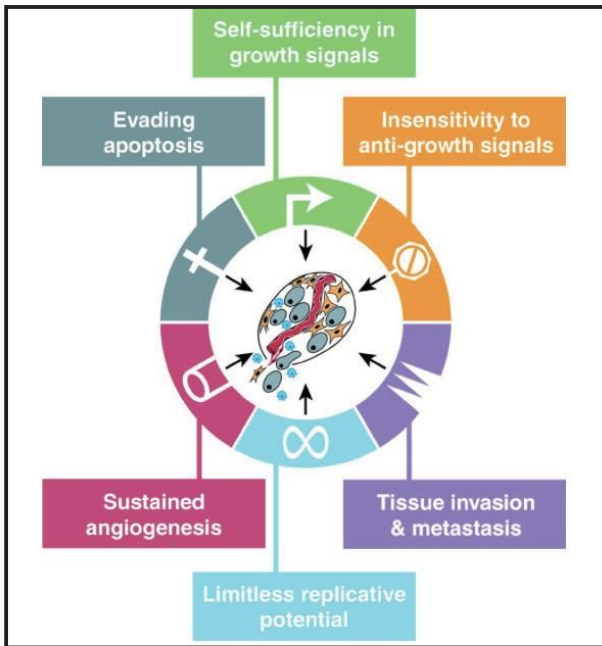 Self-sufficiency in
growth signals
Evading
apoptosis
Insensitivity to
anti-growth signals
Sustained
angiogenesis
Tissue invasion
& metastasis
Limitless replicative
potential